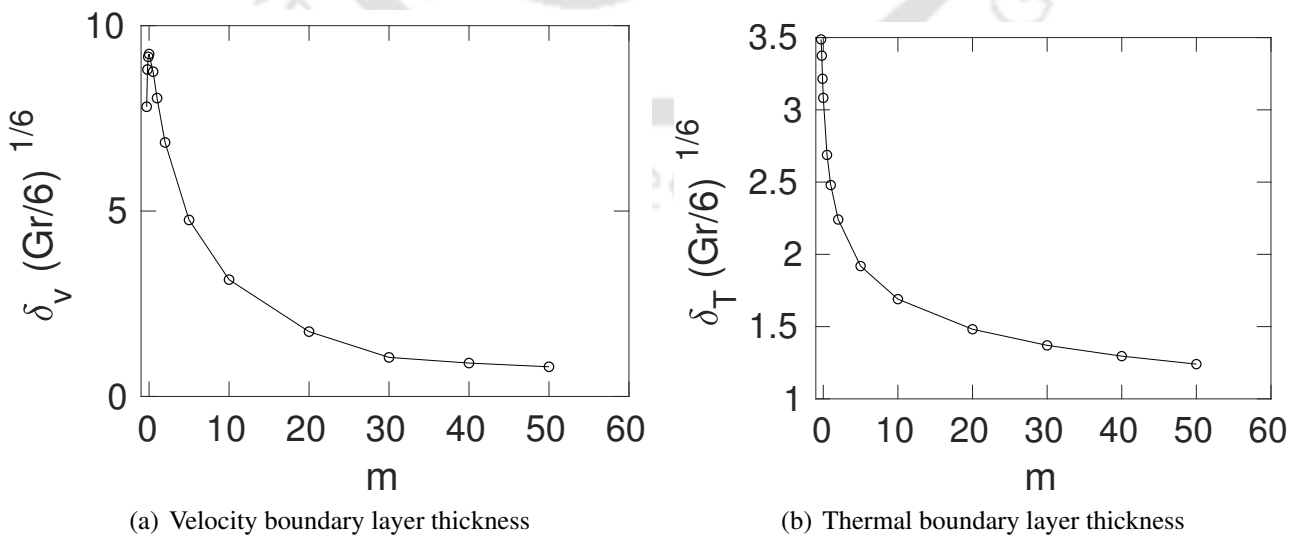 10
5
0
δv (Gr/6) 1/6
0 10 20 30 40 50 60
m
(a) Velocity boundary layer thickness
3.5
3
2.5
2
1.5
1
δT (Gr/6) 1/6
0 10 20 30 40 50 60
m
(b) Thermal boundary layer thickness